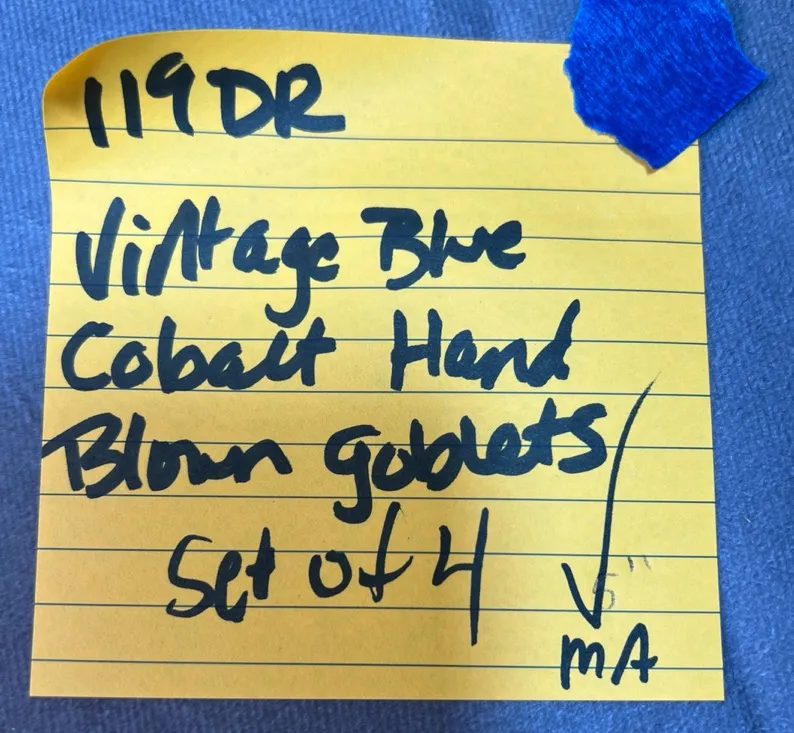 119DR
Vintage Blue
Cobalt Hand
Blown goblets
Set of 4
5"
MA